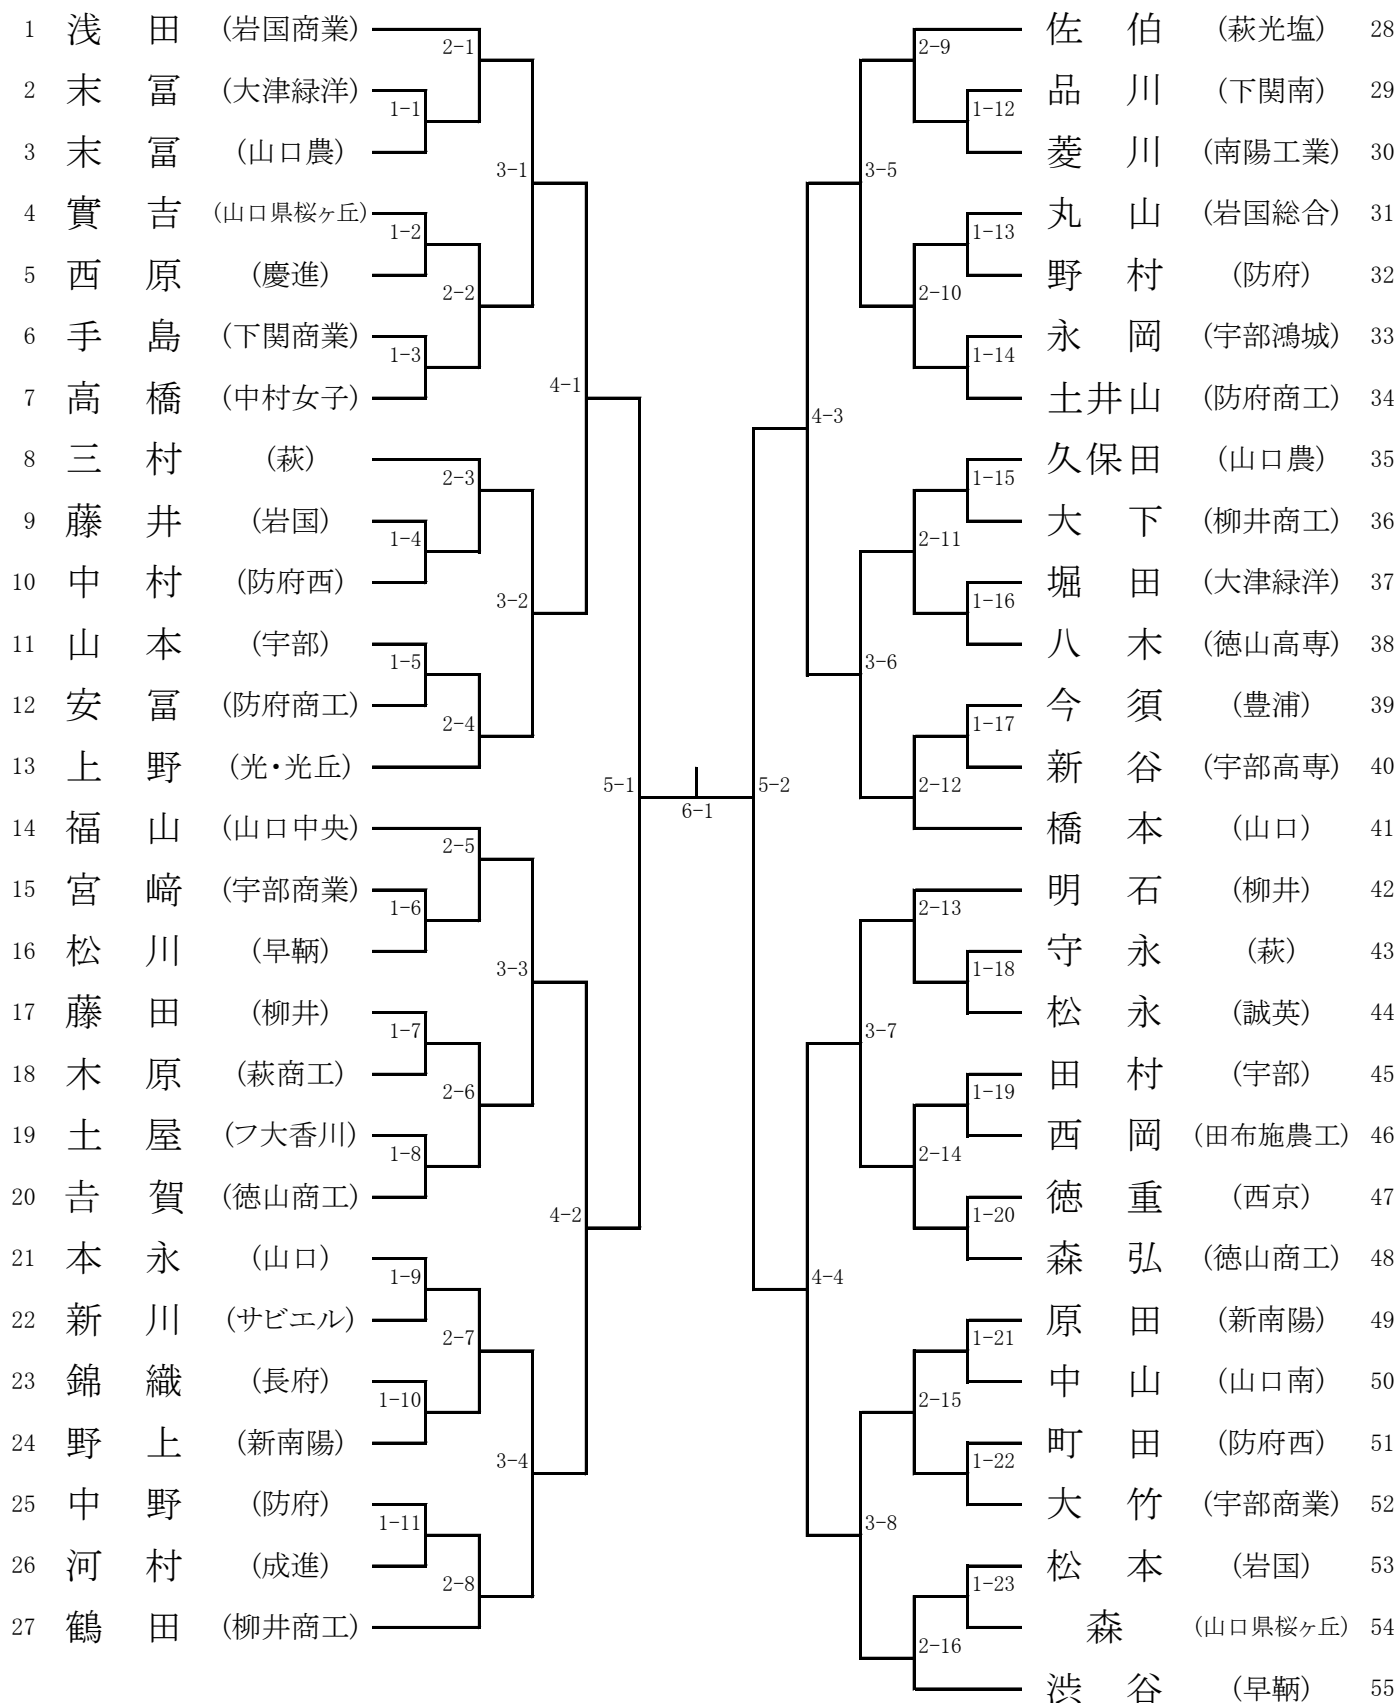 1 浅田 (岩国商業)
2 末冨 (大津緑洋)
3 末冨 (山口農)
4 實吉 (山口県桜ヶ丘)
5 西原 (慶進)
6 手島 (下関商業)
7 高橋 (中村女子)
8 三村 (萩)
9 藤井 (岩国)
10 中村 (防府西)
11 山本 (宇部)
12 安冨 (防府商工)
13 上野 (光・光丘)
14 福山 (山口中央)
15 宮﨑 (宇部商業)
16 松川 (早鞆)
17 藤田 (柳井)
18 木原 (萩商工)
19 土屋 (フ大香川)
20 𠮷賀 (徳山商工)
21 本永 (山口)
22 新川 (サビエル)
23 錦織 (長府)
24 野上 (新南陽)
25 中野 (防府)
26 河村 (成進)
27 鶴田 (柳井商工)
1-1
1-2
1-3
1-4
1-5
1-6
1-7
1-8
1-9
1-10
1-11
2-1
2-2
2-3
2-4
2-5
2-6
2-7
2-8
3-1
3-2
3-3
3-4
4-1
4-2
5-1
6-1
5-2
4-3
4-4
3-5
3-6
3-7
3-8
2-9
2-10
2-11
2-12
2-13
2-14
2-15
2-16
1-12
1-13
1-14
1-15
1-16
1-17
1-18
1-19
1-20
1-21
1-22
1-23
佐伯 (萩光塩) 28
品川 (下関南) 29
菱川 (南陽工業) 30
丸山 (岩国総合) 31
野村 (防府) 32
永岡 (宇部鴻城) 33
土井山 (防府商工) 34
久保田 (山口農) 35
大下 (柳井商工) 36
堀田 (大津緑洋) 37
八木 (徳山高専) 38
今須 (豊浦) 39
新谷 (宇部高専) 40
橋本 (山口) 41
明石 (柳井) 42
守永 (萩) 43
松永 (誠英) 44
田村 (宇部) 45
西岡 (田布施農工) 46
徳重 (西京) 47
森弘 (徳山商工) 48
原田 (新南陽) 49
中山 (山口南) 50
町田 (防府西) 51
大竹 (宇部商業) 52
松本 (岩国) 53
森 (山口県桜ヶ丘) 54
渋谷 (早鞆) 55